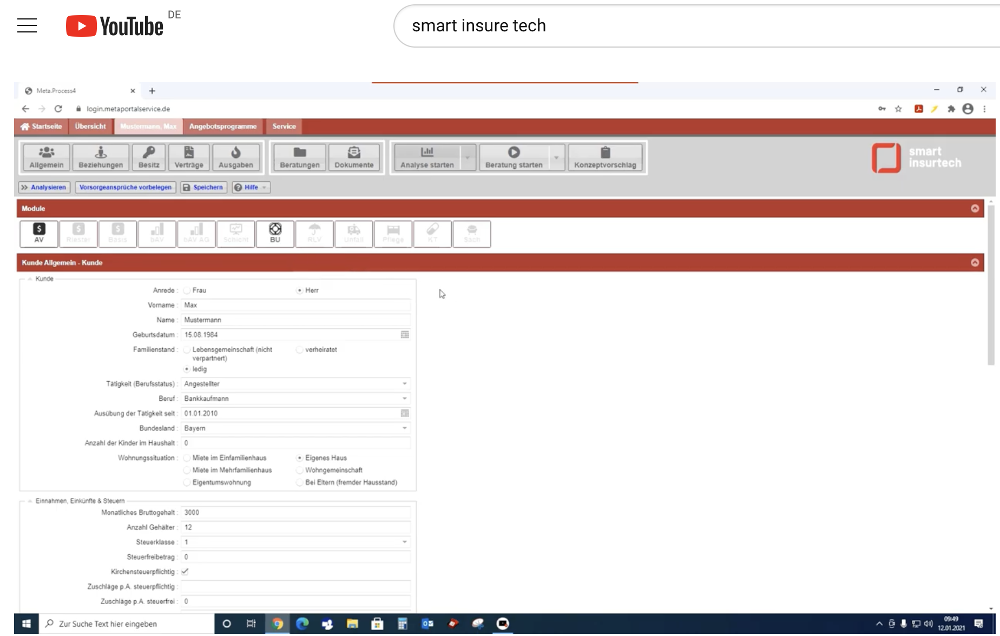 YouTube DE
smart insure tech
Meta.Process4
login.metaportalservice.de
Startseite Übersicht Mustermann, Max Angebotsprogramme Service
Allgemein Beziehungen Besitz Verträge Ausgaben Beratungen Dokumente Analyse starten Beratung starten Konzeptvorschlag
smart
insurtech
Analysieren Vorsorgeansprüche vorbelegen Speichern Hilfe
Module
AV Riester Basis bAV bAV AG Schicht BU RLV Unfall Pflege KT Sach
Kunde Allgemein - Kunde
Kunde
Anrede : Frau Herr
Vorname : Max
Name : Mustermann
Geburtsdatum : 15.08.1984
Familienstand : Lebensgemeinschaft (nicht verheiratet
verpartnert)
ledig
Tätigkeit (Berufsstatus) : Angestellter
Beruf : Bankkaufmann
Ausübung der Tätigkeit seit : 01.01.2010
Bundesland : Bayern
Anzahl der Kinder im Haushalt : 0
Wohnungssituation : Miete im Einfamilienhaus Eigenes Haus
Miete im Mehrfamilienhaus Wohngemeinschaft
Eigentumswohnung Bei Eltern (fremder Hausstand)
Einnahmen, Einkünfte & Steuern
Monatliches Bruttogehalt : 3000
Anzahl Gehälter : 12
Steuerklasse : 1
Steuerfreibetrag : 0
Kirchensteuerpflichtig :
Zuschläge p.A. steuerpflichtig :
Zuschläge p.A. steuerfrei : 0
Zur Suche Text hier eingeben
09:49
12.01.2021